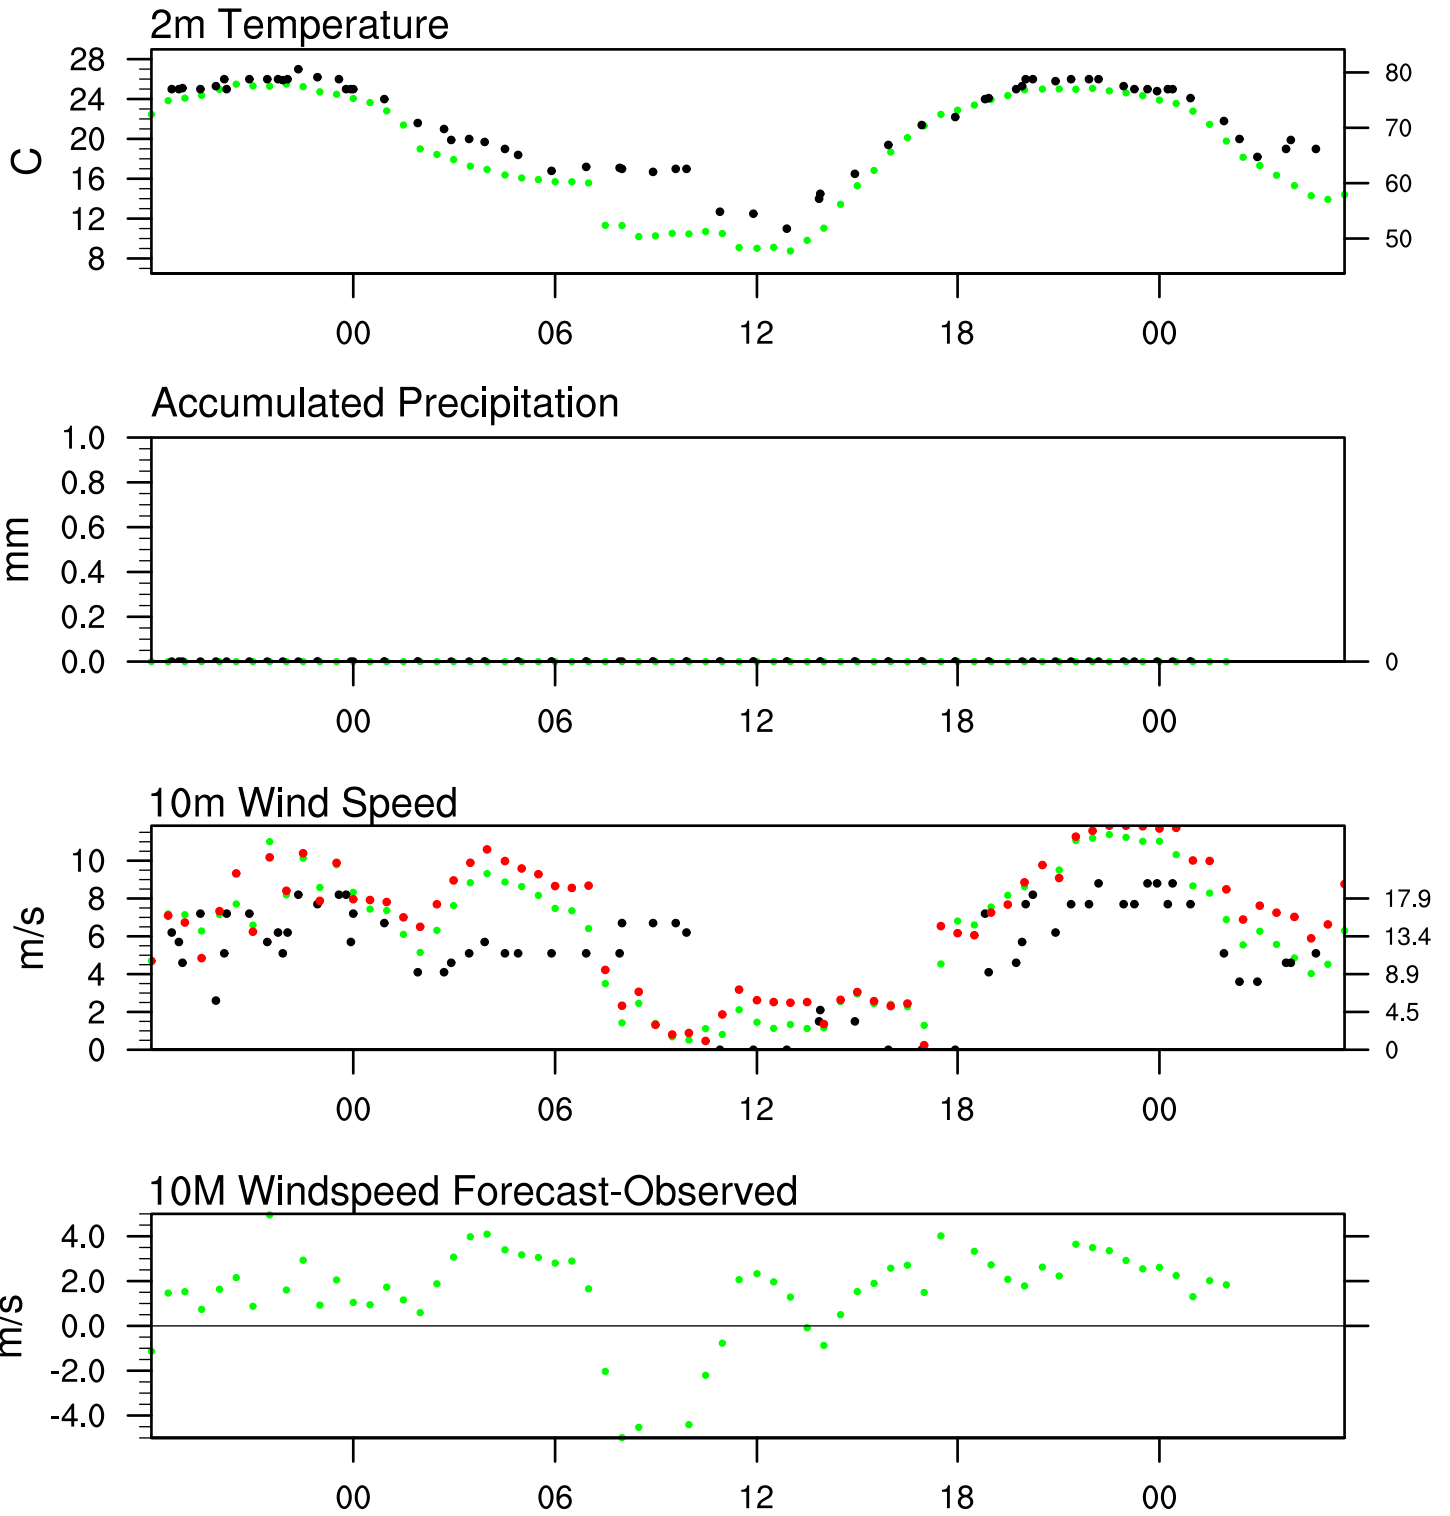 2m Temperature
28
24
20
16
12
8
C
80
70
60
50
00 06 12 18 00
Accumulated Precipitation
1.0
0.8
0.6
0.4
0.2
0.0
mm
0
00 06 12 18 00
10m Wind Speed
10
8
6
4
2
0
m/s
17.9
13.4
8.9
4.5
0
00 06 12 18 00
10M Windspeed Forecast-Observed
4.0
2.0
0.0
-2.0
-4.0
m/s
00 06 12 18 00